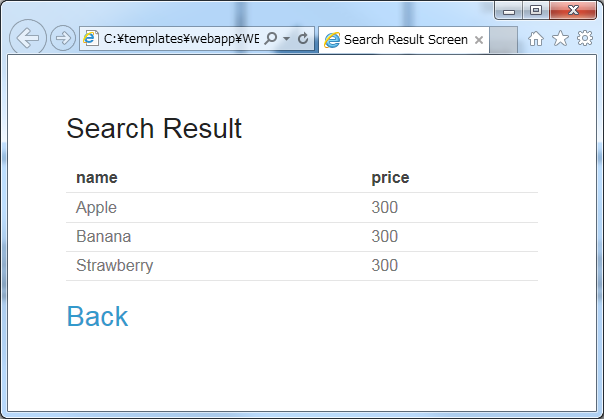 C:¥templates¥webapp¥WE
Search Result Screen
Search Result
name price
Apple 300
Banana 300
Strawberry 300
Back